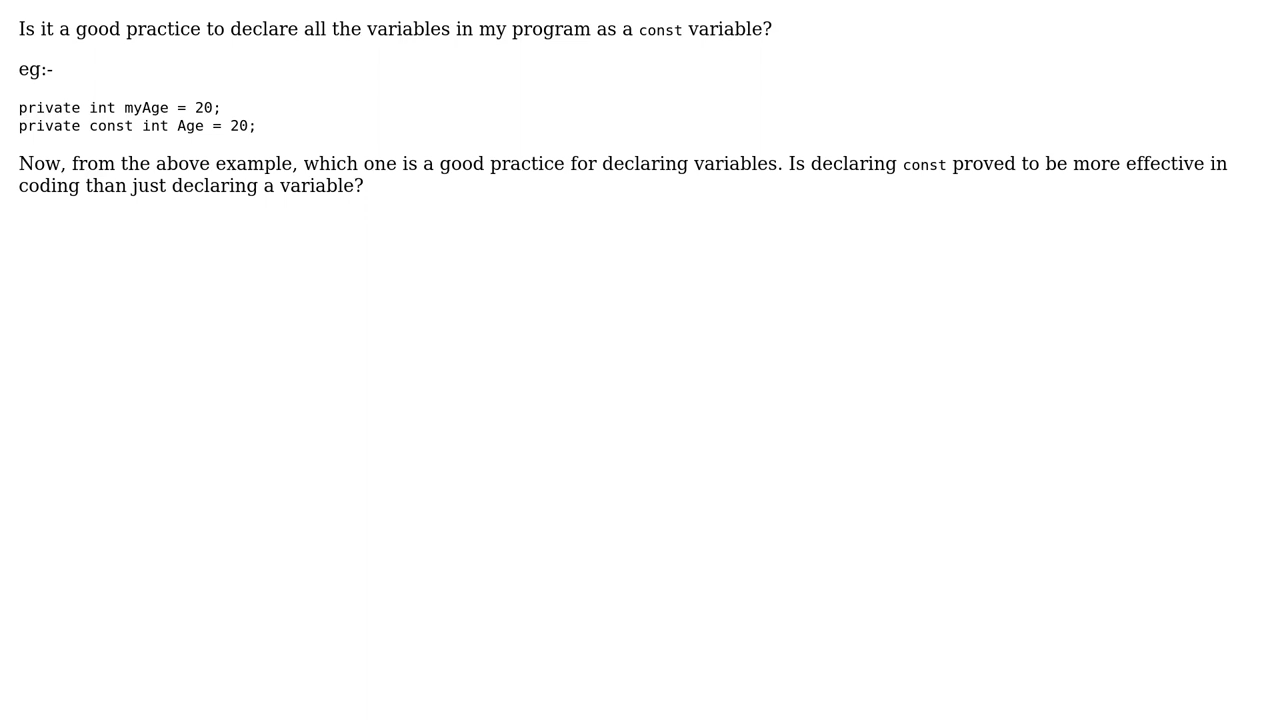 Is it a good practice to declare all the variables in my program as a const variable?
eg:-
private int myAge = 20;
private const int Age = 20;
Now, from the above example, which one is a good practice for declaring variables. Is declaring const proved to be more effective in
coding than just declaring a variable?